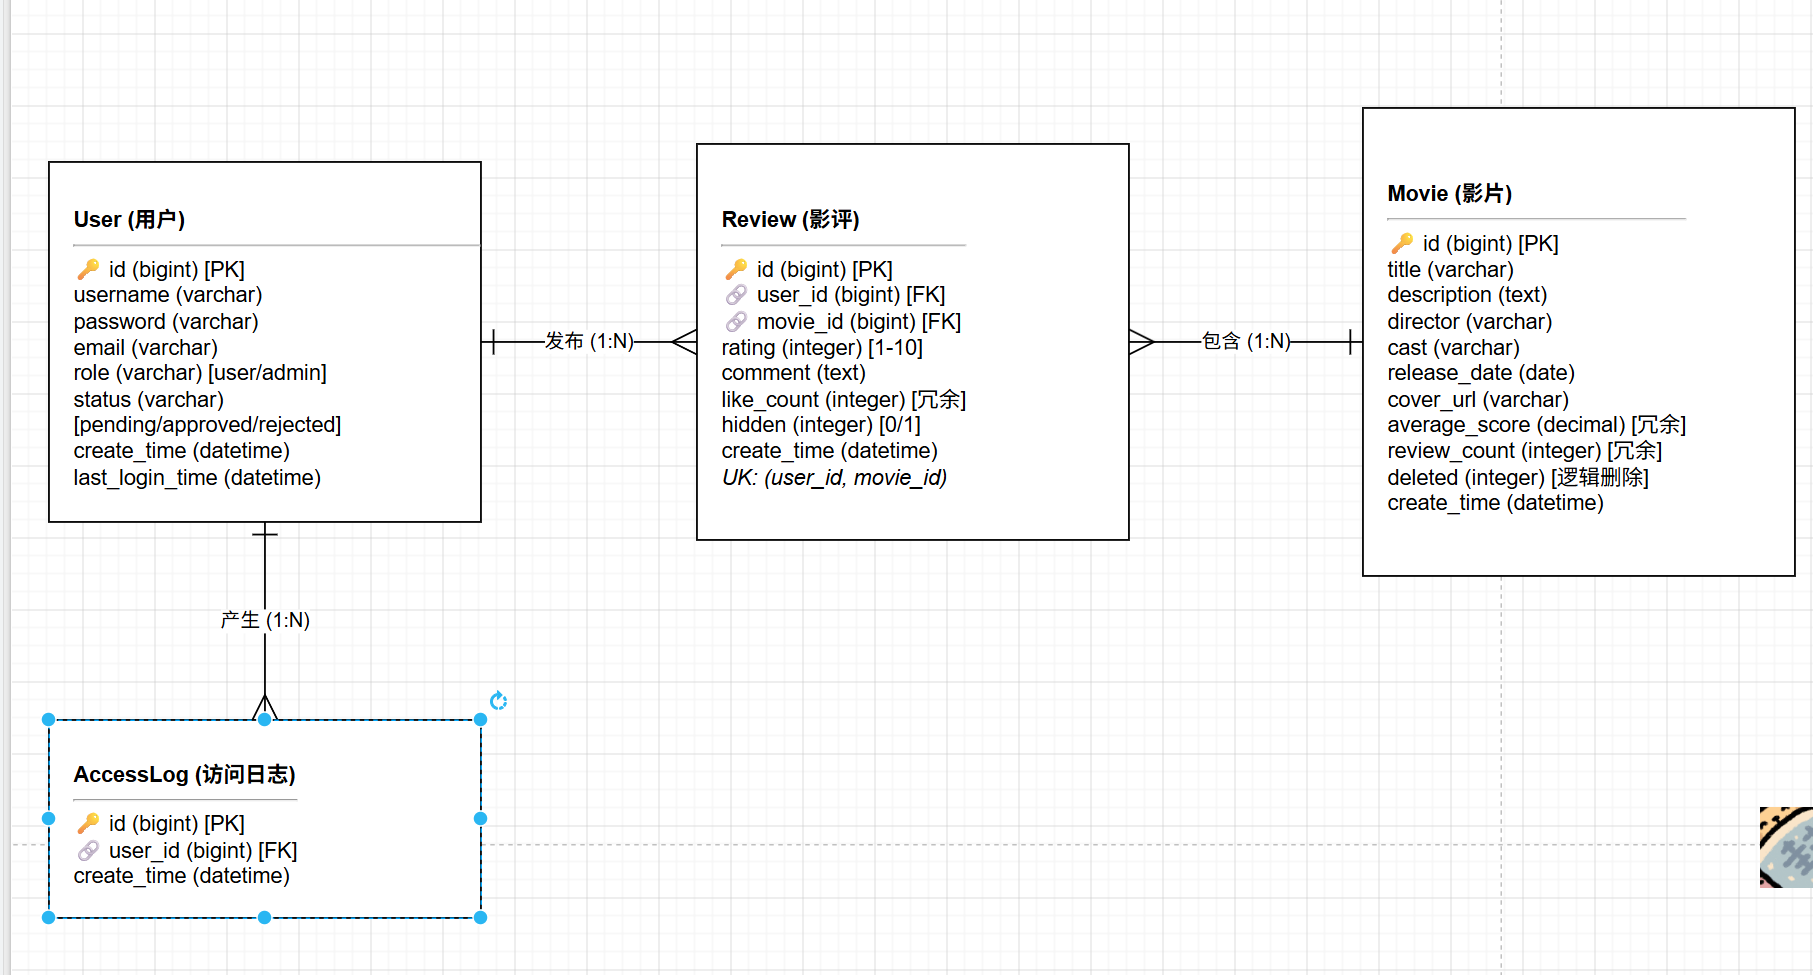 User (用户)
🔑 id (bigint) [PK]
username (varchar)
password (varchar)
email (varchar)
role (varchar) [user/admin]
status (varchar)
[pending/approved/rejected]
create_time (datetime)
last_login_time (datetime)
发布 (1:N)
Review (影评)
🔑 id (bigint) [PK]
🔗 user_id (bigint) [FK]
🔗 movie_id (bigint) [FK]
rating (integer) [1-10]
comment (text)
like_count (integer) [冗余]
hidden (integer) [0/1]
create_time (datetime)
UK: (user_id, movie_id)
包含 (1:N)
Movie (影片)
🔑 id (bigint) [PK]
title (varchar)
description (text)
director (varchar)
cast (varchar)
release_date (date)
cover_url (varchar)
average_score (decimal) [冗余]
review_count (integer) [冗余]
deleted (integer) [逻辑删除]
create_time (datetime)
产生 (1:N)
AccessLog (访问日志)
🔑 id (bigint) [PK]
🔗 user_id (bigint) [FK]
create_time (datetime)